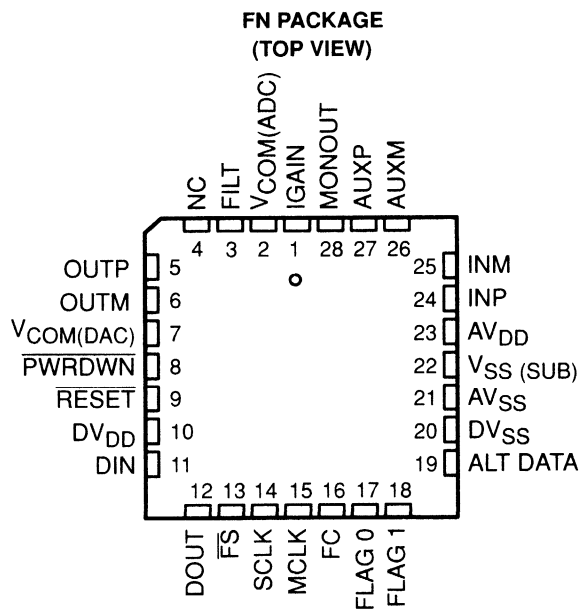 FN PACKAGE
(TOP VIEW)
NC
FILT
VCOM(ADC)
IGAIN
MONOUT
AUXP
AUXM
4 3 2 1 28 27 26
OUTP 5
OUTM 6
VCOM(DAC) 7
PWRDWN 8
RESET 9
DVDD 10
DIN 11
25 INM
24 INP
23 AVDD
22 VSS (SUB)
21 AVSS
20 DVSS
19 ALT DATA
12 13 14 15 16 17 18
DOUT
FS
SCLK
MCLK
FC
FLAG 0
FLAG 1